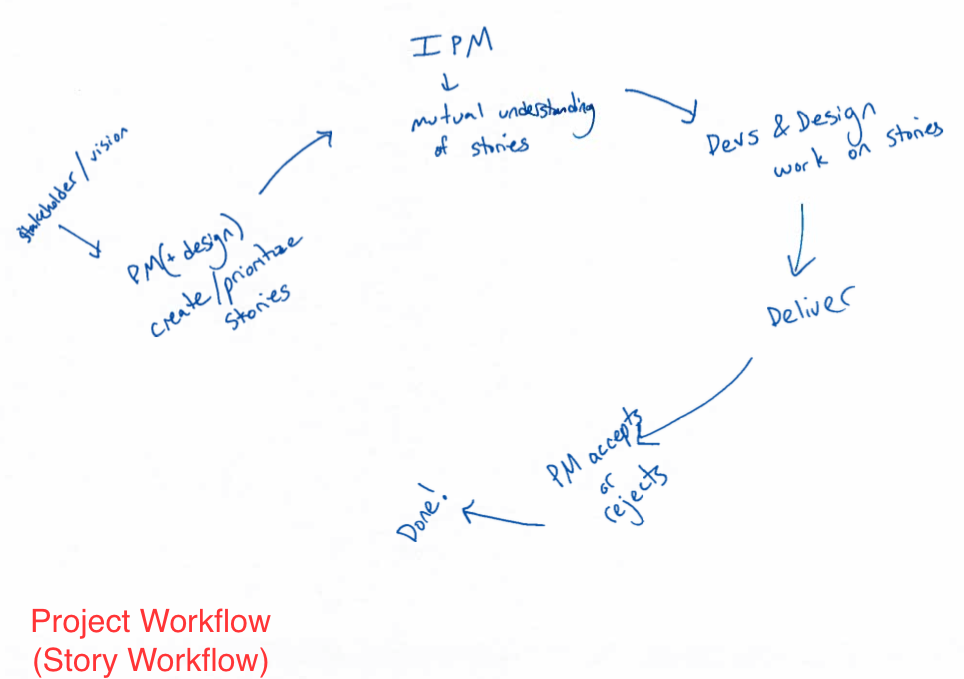 stakeholder/vision
PM(+ design)
create/prioritize
stories
IPM
mutual understanding
of stories
Devs & Design
work on stories
Deliver
PM accepts
or
rejects
Done!
Project Workflow
(Story Workflow)